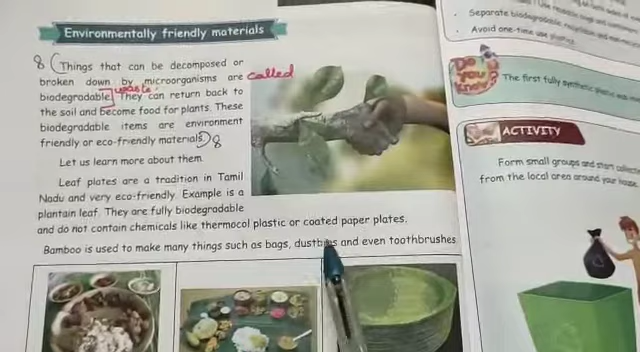 Environmentally friendly materials
8 (Things that can be decomposed or
broken down by microorganisms are called
biodegradable] waste. They can return back to
the soil and become food for plants. These
biodegradable items are environment
friendly or eco-friendly materials.) 8
Let us learn more about them
Leaf plates are a tradition in Tamil
Nadu and very eco-friendly. Example is a
plantain leaf. They are fully biodegradable
and do not contain chemicals like thermocol plastic or coated paper plates.
Bamboo is used to make many things such as bags, dustbins and even toothbrushes
Separate biodegradable,
Avoid one-time use plastics.
Do you know?
The first fully synthetic plastic was
ACTIVITY
Form small groups and start
from the local area around your house.